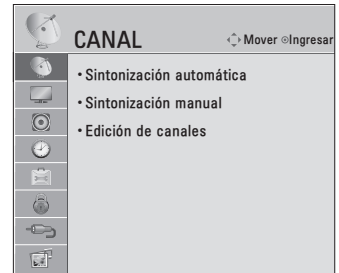 CANAL
Mover Ingresar
• Sintonización automática
• Sintonización manual
• Edición de canales